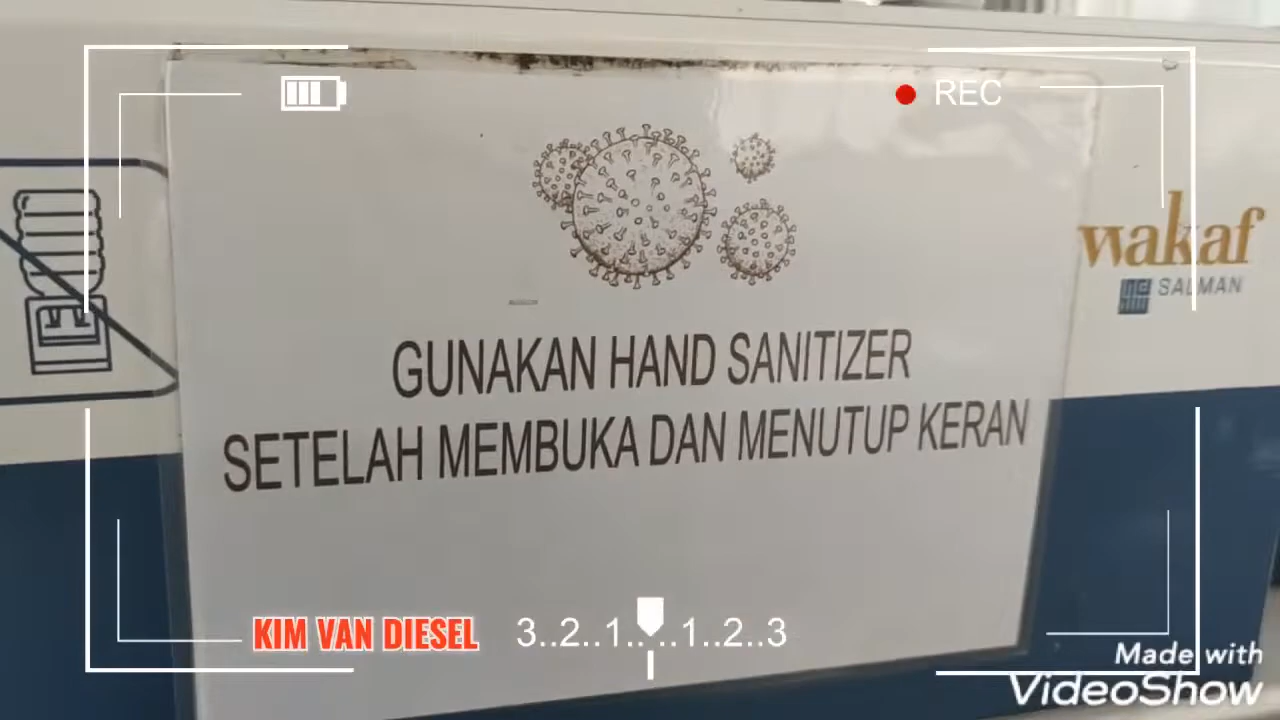 REC
wakaf
SALMAN
GUNAKAN HAND SANITIZER
SETELAH MEMBUKA DAN MENUTUP KERAN
KIM VAN DIESEL
3..2..1....1..2..3
Made with
VideoShow